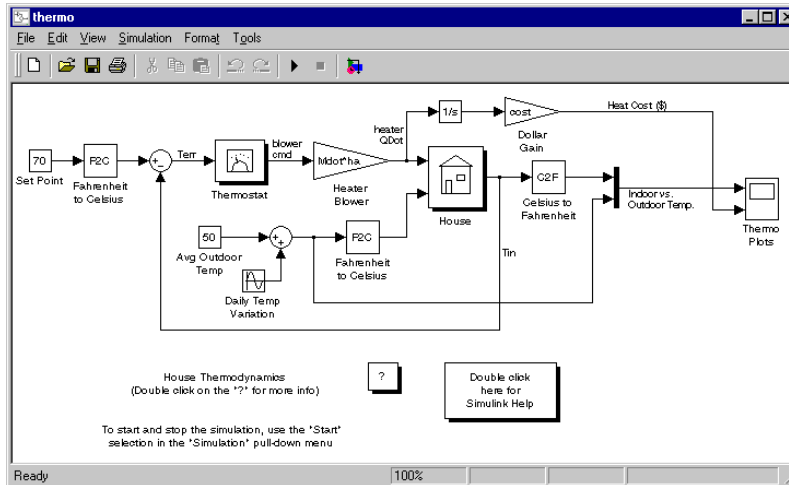 thermo
File Edit View Simulation Format Tools
1/s
cost
Heat Cost ($)
Dollar
Gain
heater
QDot
70
F2C
Terr
blower
cmd
Mdot*ha
C2F
Set Point
Fahrenheit
to Celsius
Thermostat
Heater
Blower
House
Celsius to
Fahrenheit
Indoor vs.
Outdoor Temp.
Thermo
Plots
50
F2C
Avg Outdoor
Temp
Fahrenheit
to Celsius
Tin
Daily Temp
Variation
House Thermodynamics
(Double click on the "?" for more info)
?
Double click
here for
Simulink Help
To start and stop the simulation, use the "Start"
selection in the "Simulation" pull-down menu
Ready
100%